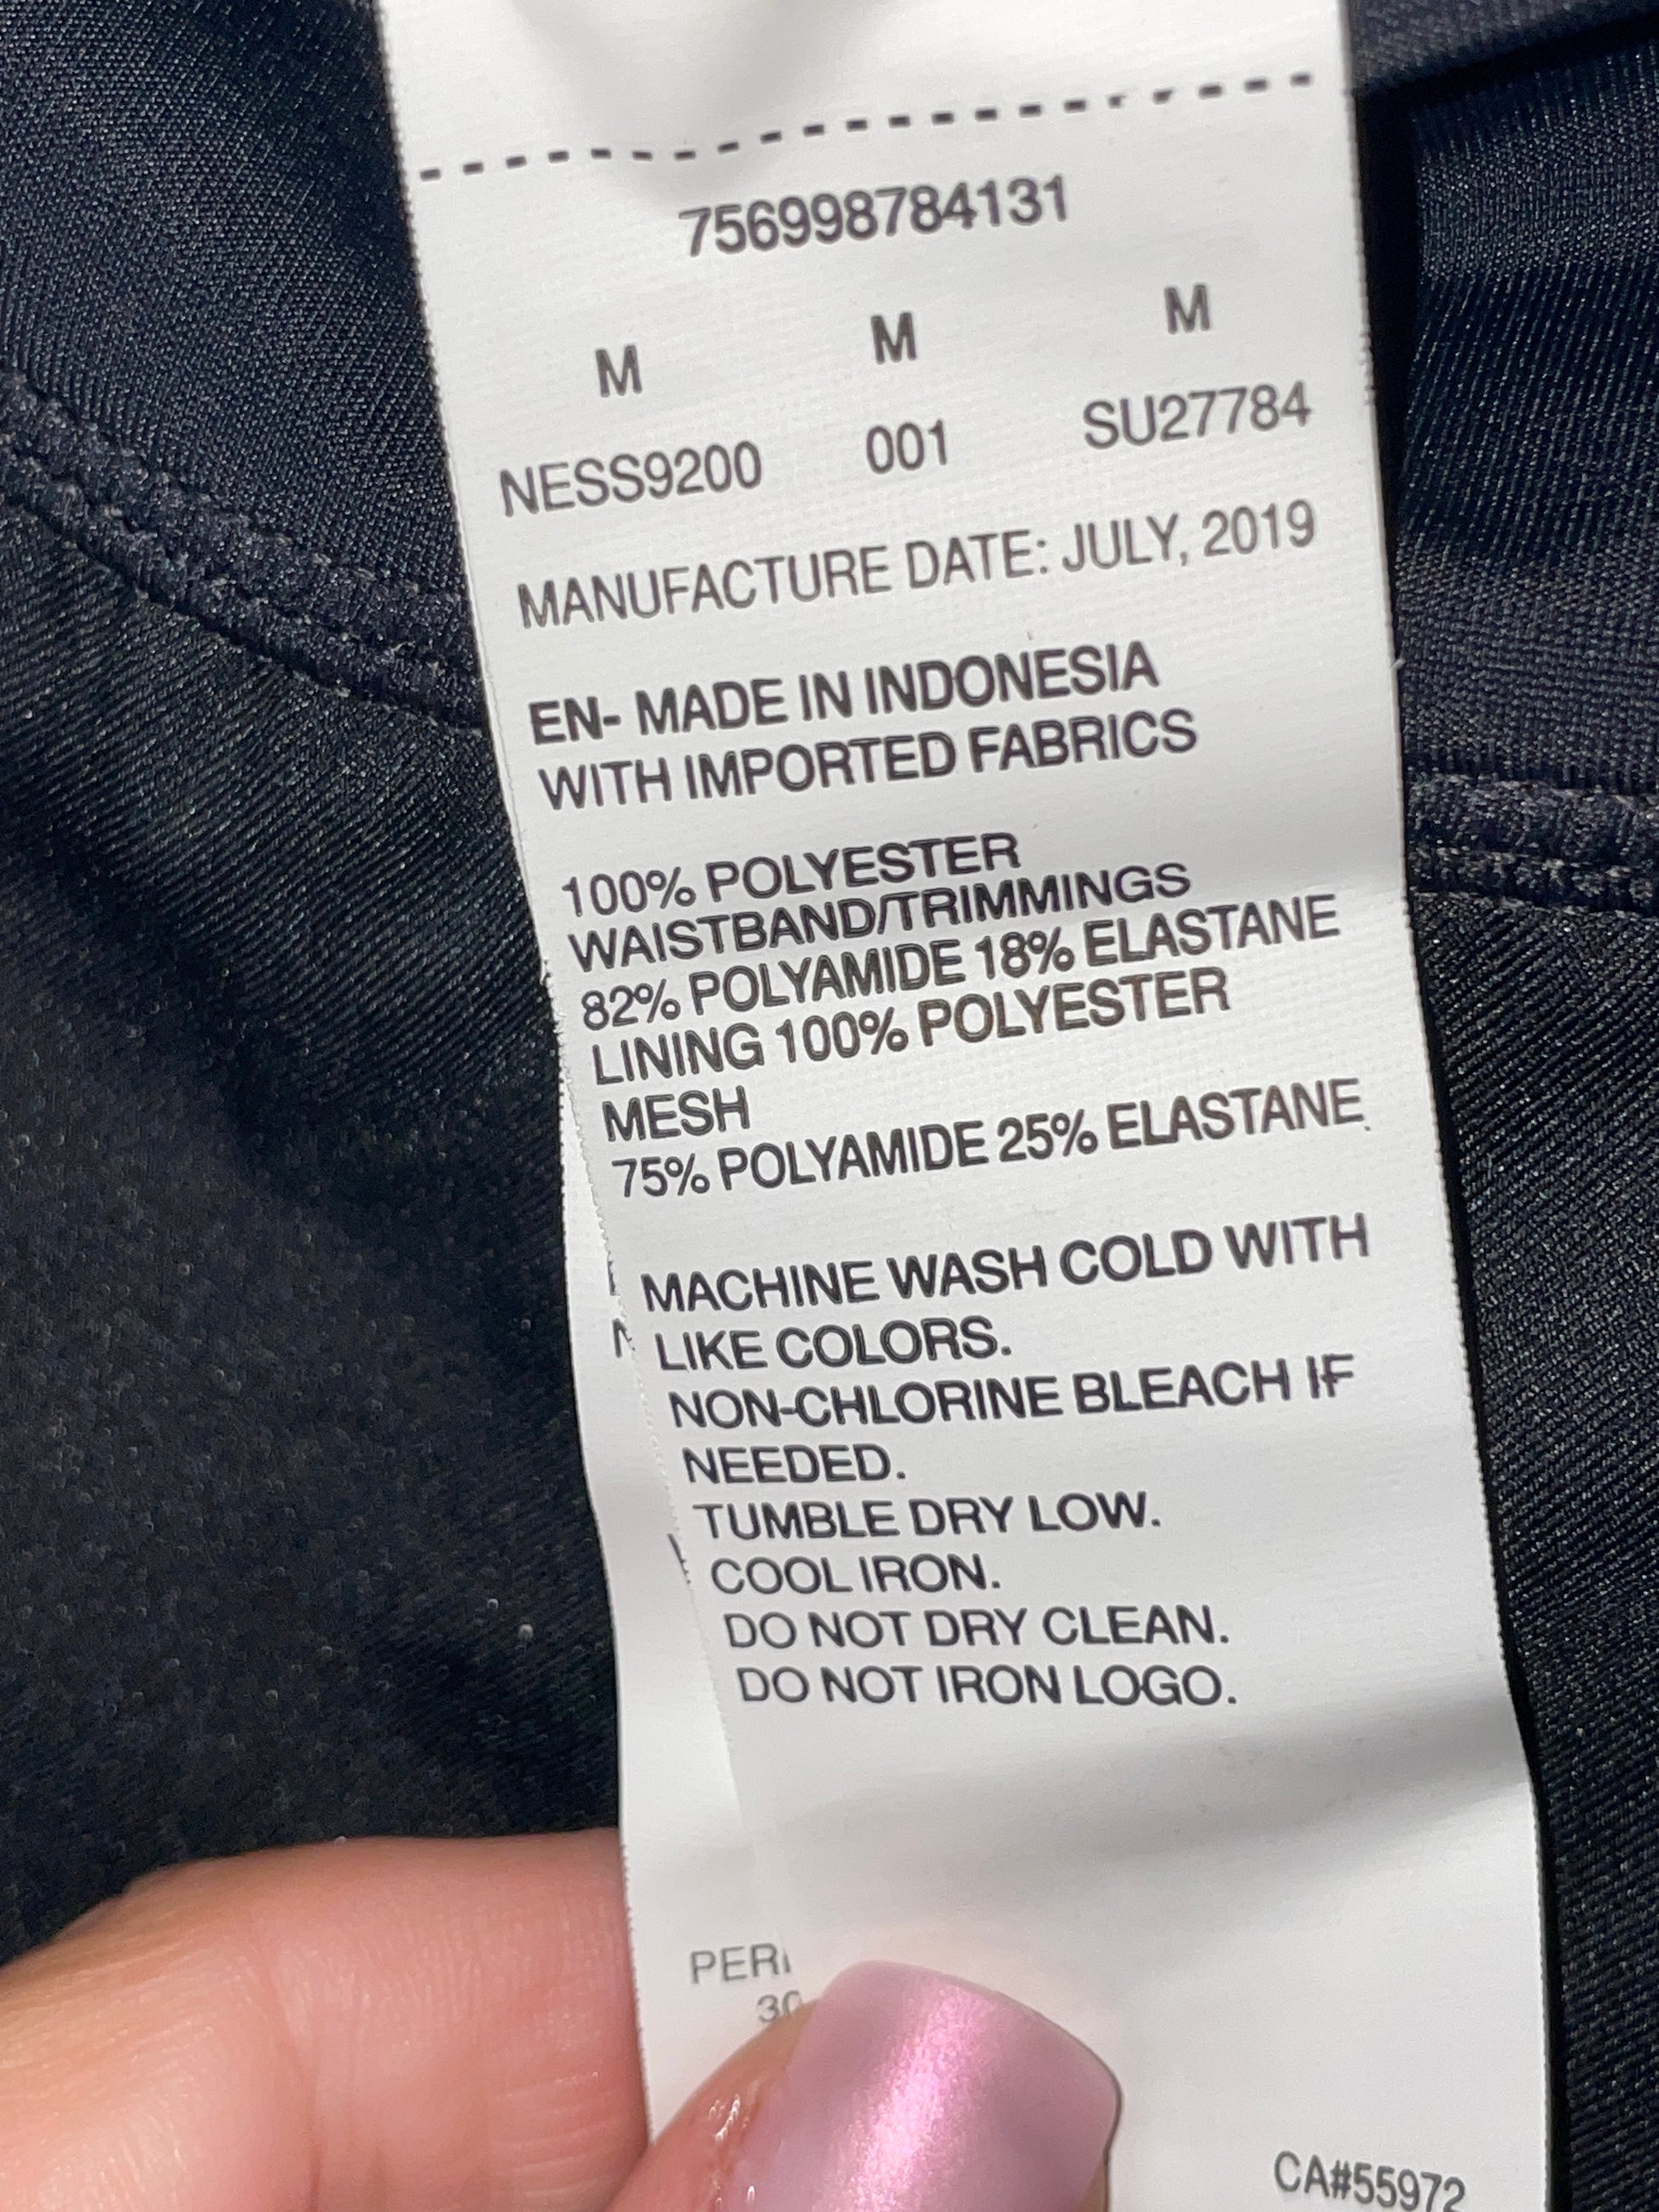 756998784131
M M M
NESS9200 001 SU27784
MANUFACTURE DATE: JULY, 2019
EN- MADE IN INDONESIA
WITH IMPORTED FABRICS
100% POLYESTER
WAISTBAND/TRIMMINGS
82% POLYAMIDE 18% ELASTANE
LINING 100% POLYESTER
MESH
75% POLYAMIDE 25% ELASTANE
MACHINE WASH COLD WITH
LIKE COLORS.
NON-CHLORINE BLEACH IF
NEEDED.
TUMBLE DRY LOW.
COOL IRON.
DO NOT DRY CLEAN.
DO NOT IRON LOGO.
CA#55972